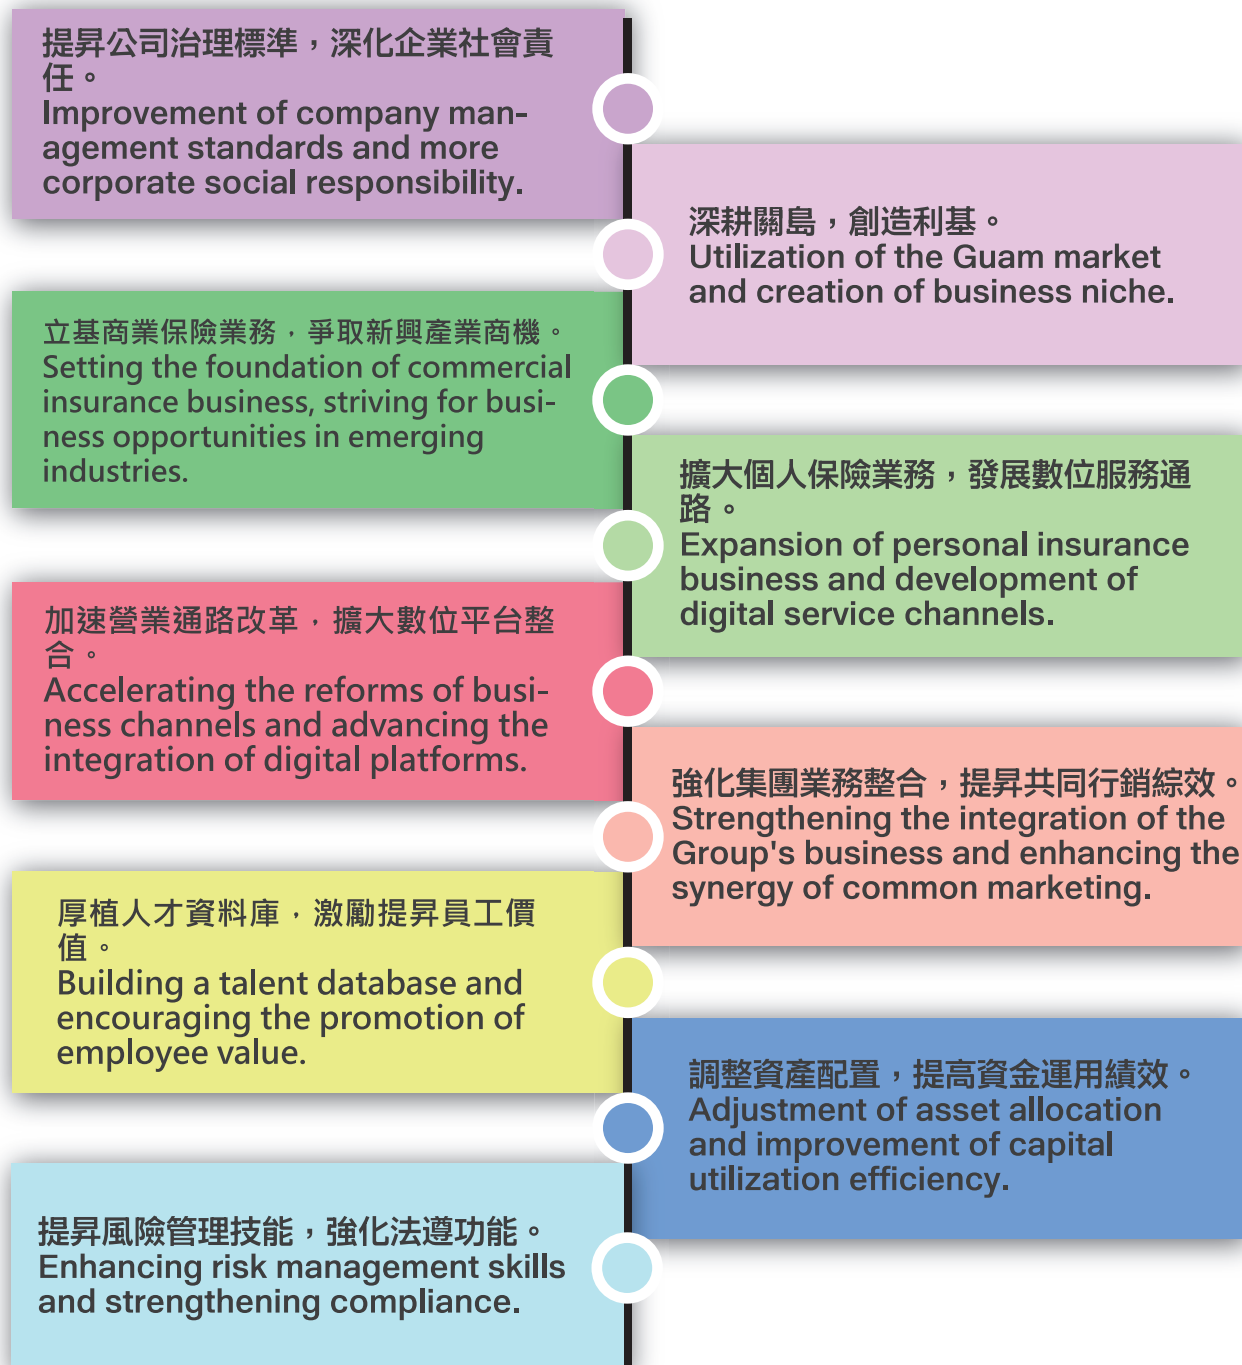 提昇公司治理標準，深化企業社會責
任。
Improvement of company man-
agement standards and more
corporate social responsibility.
深耕關島，創造利基。
Utilization of the Guam market
and creation of business niche.
立基商業保險業務，爭取新興產業商機。
Setting the foundation of commercial
insurance business, striving for busi-
ness opportunities in emerging
industries.
擴大個人保險業務，發展數位服務通
路。
Expansion of personal insurance
business and development of
digital service channels.
加速營業通路改革，擴大數位平台整
合。
Accelerating the reforms of busi-
ness channels and advancing the
integration of digital platforms.
強化集團業務整合，提昇共同行銷綜效。
Strengthening the integration of the
Group's business and enhancing the
synergy of common marketing.
厚植人才資料庫，激勵提昇員工價
值。
Building a talent database and
encouraging the promotion of
employee value.
調整資產配置，提高資金運用績效。
Adjustment of asset allocation
and improvement of capital
utilization efficiency.
提昇風險管理技能，強化法遵功能。
Enhancing risk management skills
and strengthening compliance.